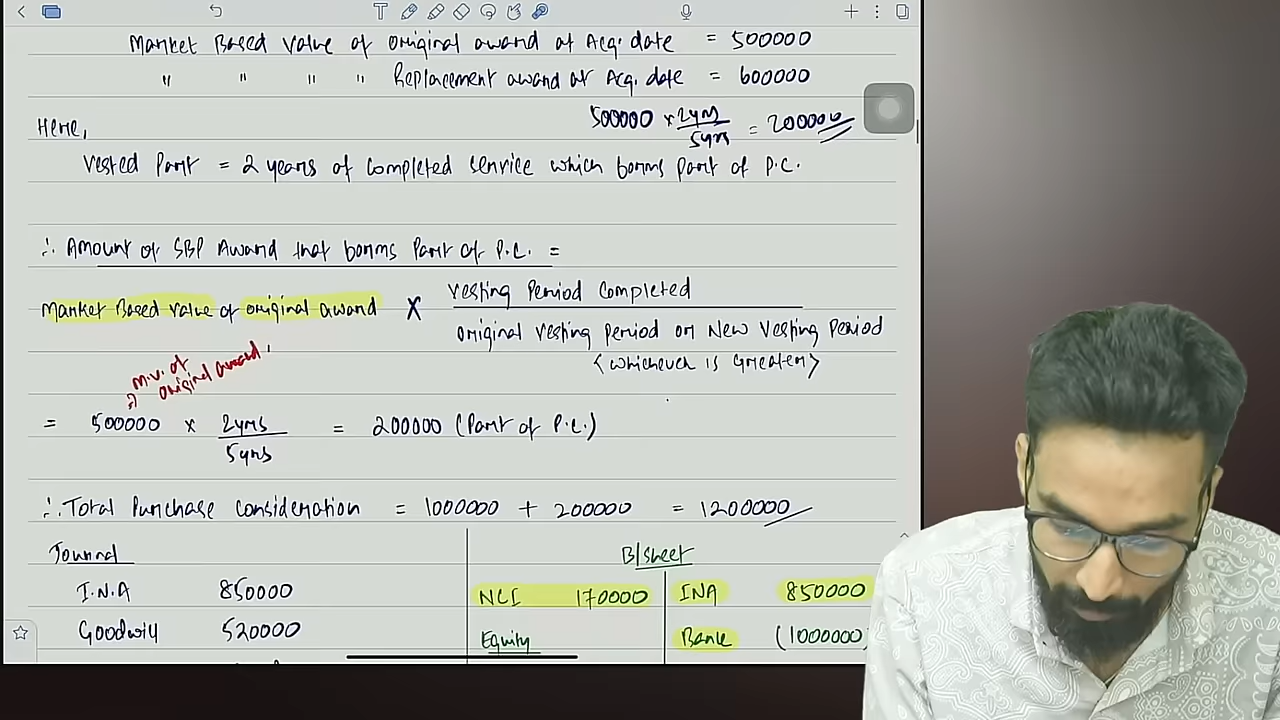 Market Based Value of original award at Acq. date = 500000
" " " " Replacement award at Acq. date = 600000
500000 x 2yrs / 5yrs = 200000
Here,
Vested Part = 2 years of completed service which forms part of P.C.
∴ Amount of SBP Award that forms Part of P.C. =
Market Based Value of original award X Vesting Period Completed
original vesting period or New Vesting Period
<whichever is Greater>
M.V. of original award
= 500000 x 2yrs / 5yrs = 200000 (Part of P.C.)
∴ Total Purchase Consideration = 1000000 + 200000 = 1200000
Journal B/sheet
I.N.A 850000 NCI 170000 INA 850000
Goodwill 520000 Equity Bank (1000000)